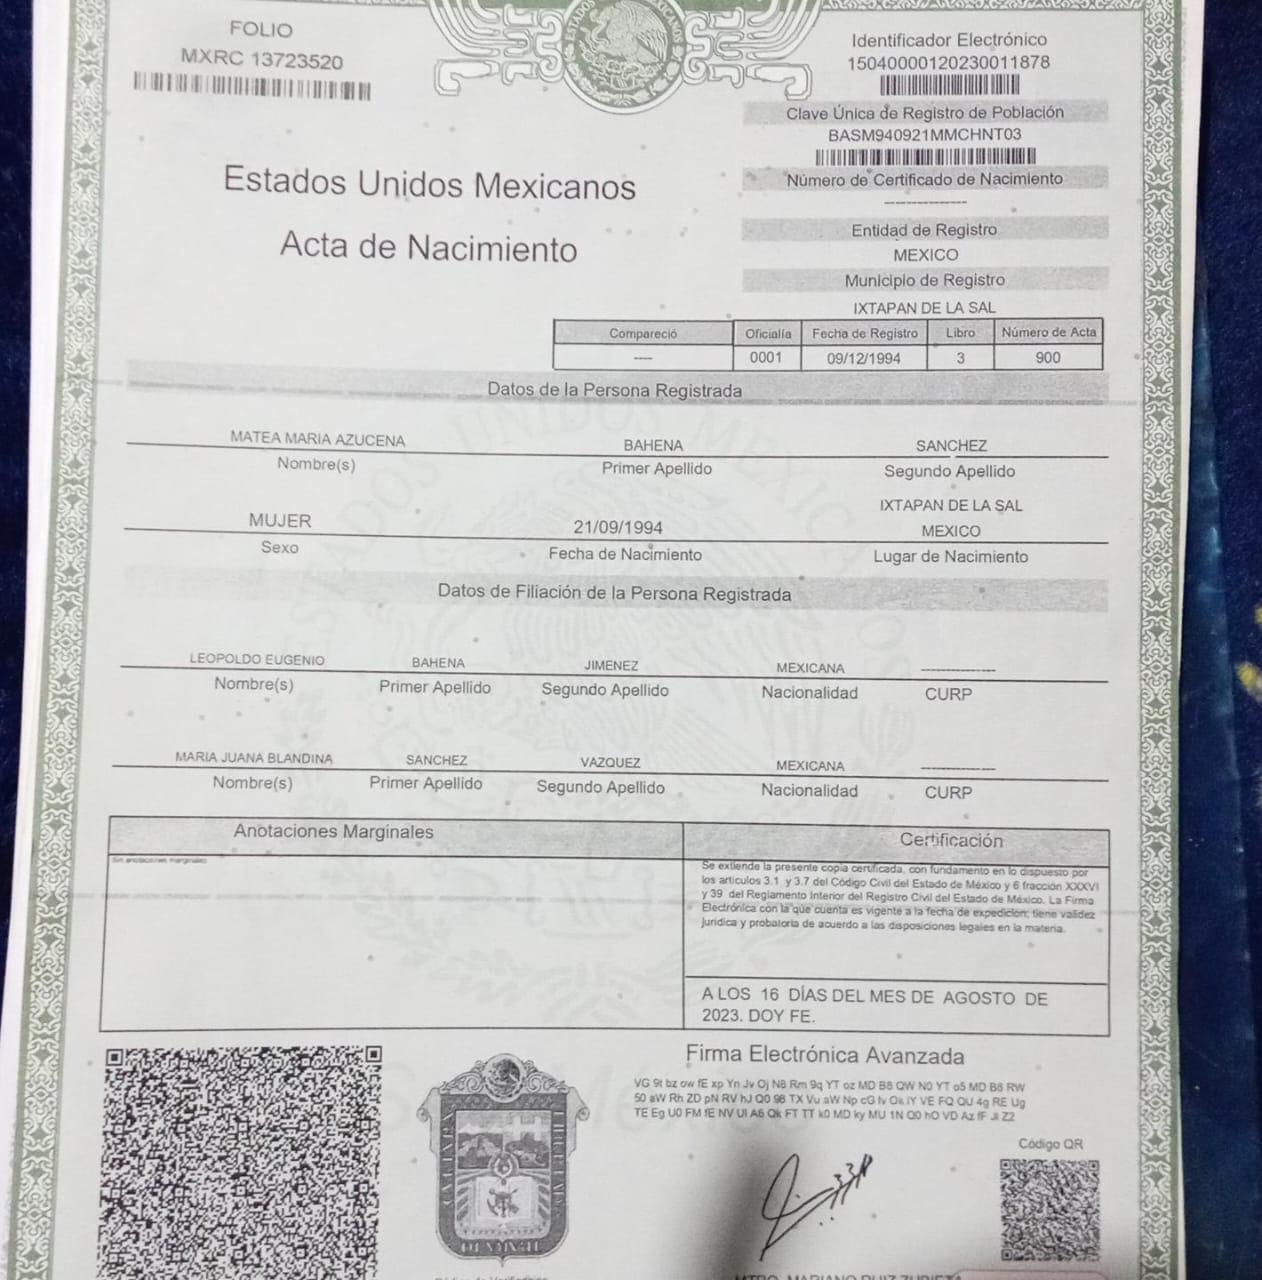 FOLIO
MXRC 13723520
Identificador Electrónico
15040000120230011878
Clave Única de Registro de Población
BASM940921MMCHNT03
Número de Certificado de Nacimiento
Entidad de Registro
MEXICO
Municipio de Registro
IXTAPAN DE LA SAL
Estados Unidos Mexicanos
Acta de Nacimiento
Compareció Oficialía Fecha de Registro Libro Número de Acta
---- 0001 09/12/1994 3 900
Datos de la Persona Registrada
MATEA MARIA AZUCENA BAHENA SANCHEZ
Nombre(s) Primer Apellido Segundo Apellido
IXTAPAN DE LA SAL
MUJER 21/09/1994 MEXICO
Sexo Fecha de Nacimiento Lugar de Nacimiento
Datos de Filiación de la Persona Registrada
LEOPOLDO EUGENIO BAHENA JIMENEZ MEXICANA
Nombre(s) Primer Apellido Segundo Apellido Nacionalidad CURP
MARIA JUANA BLANDINA SANCHEZ VAZQUEZ MEXICANA
Nombre(s) Primer Apellido Segundo Apellido Nacionalidad CURP
Anotaciones Marginales
Sin anotaciones marginales
Certificación
Se extiende la presente copia certificada, con fundamento en lo dispuesto por
los artículos 3.1 y 3.7 del Código Civil del Estado de México y 6 fracción XXXVI
y 39 del Reglamento Interior del Registro Civil del Estado de México. La Firma
Electrónica con la que cuenta es vigente a la fecha de expedición; tiene validez
jurídica y probatoria de acuerdo a las disposiciones legales en la materia.
A LOS 16 DÍAS DEL MES DE AGOSTO DE
2023. DOY FE.
Firma Electrónica Avanzada
VG 9t bz ow fE xp Yn Jv Oj N8 Rm 9q YT oz MD B8 QW N0 YT o5 MD B8 RW
50 aW Rh ZD pN RV hJ Q0 98 TX Vu aW Np cG lv Ok lY VE FQ QU 4g RE Ug
TE Eg U0 FM fE NV UI A6 Qk FT TT k0 MD ky MU 1N Q0 hO VD Az fF Jl Z2
Código QR